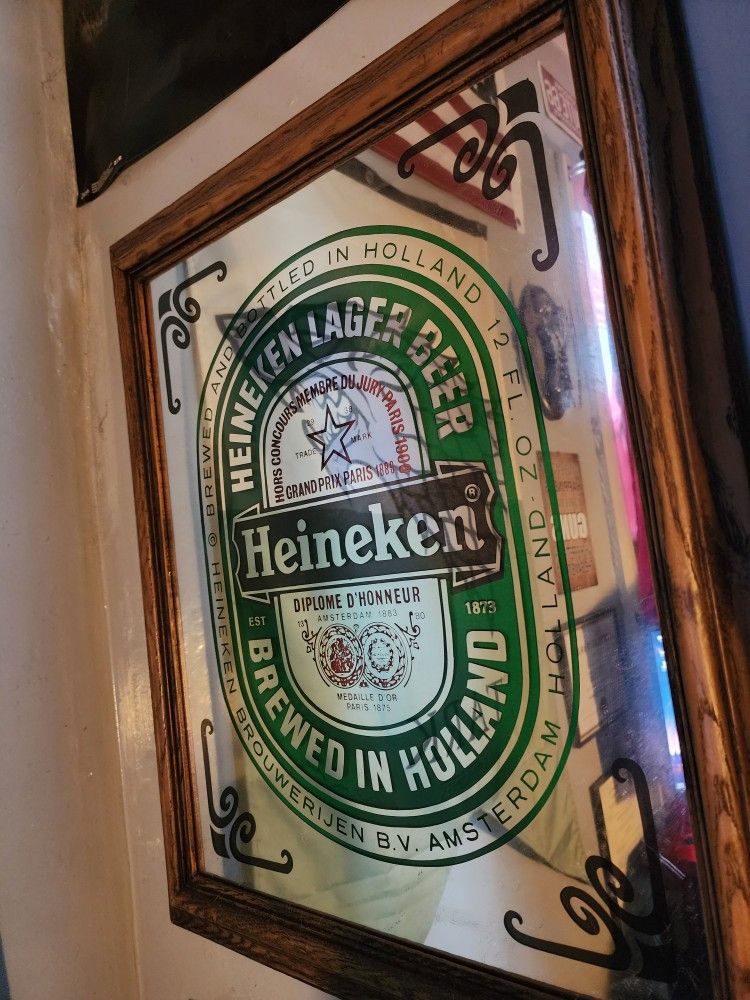 BREWED AND BOTTLED IN HOLLAND 12 FL. OZ.
HEINEKEN LAGER BEER
HORS CONCOURS MEMBRE DU JURY PARIS 1900
TRADE MARK
GRAND PRIX PARIS 1889
Heineken ®
DIPLOME D'HONNEUR
AMSTERDAM 1883
EST 1873
MEDAILLE D'OR
PARIS 1875
BREWED IN HOLLAND
® HEINEKEN BROUWERIJEN B.V. AMSTERDAM HOLLAND